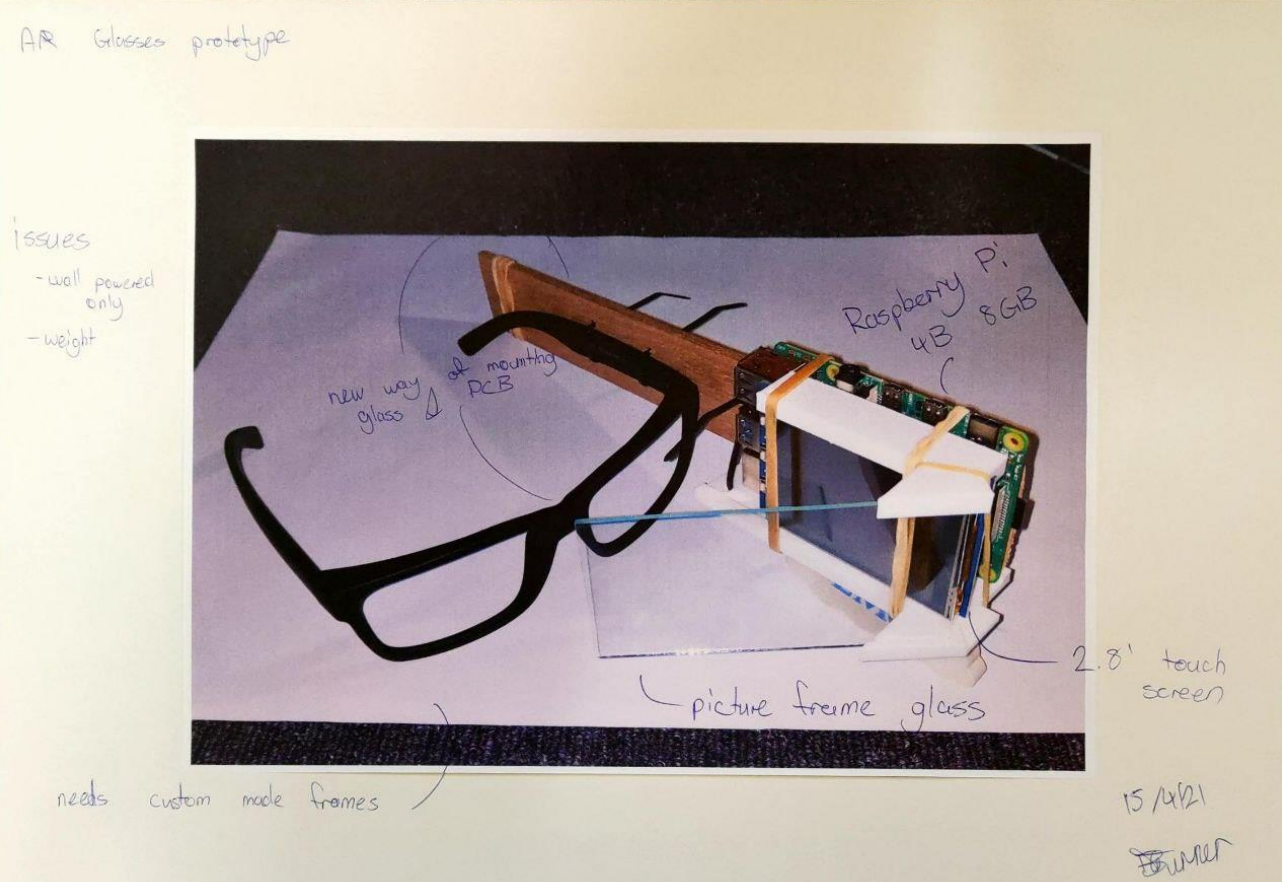 AR Glasses prototype
issues
- wall powered
only
- weight
new way of mounting
glass & PCB
Raspberry Pi
4B 8GB
2.8' touch
screen
picture frame glass
needs custom made frames
15/4/21